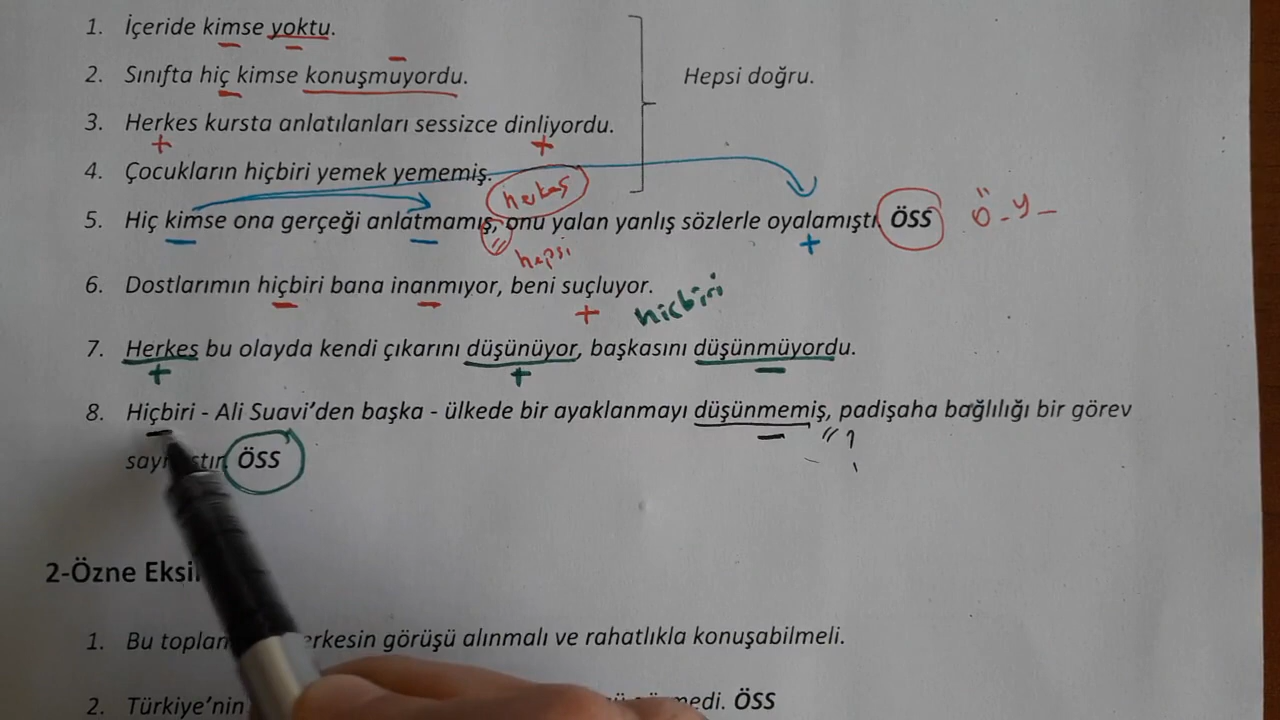 1. İçeride kimse yoktu.
2. Sınıfta hiç kimse konuşmuyordu.
Hepsi doğru.
3. Herkes kursta anlatılanları sessizce dinliyordu.
4. Çocukların hiçbiri yemek yememiş.
herkes
5. Hiç kimse ona gerçeği anlatmamış, onu yalan yanlış sözlerle oyalamıştı. ÖSS Ö-Y-
hepsi
6. Dostlarımın hiçbiri bana inanmıyor, beni suçluyor.
hiçbiri
7. Herkes bu olayda kendi çıkarını düşünüyor, başkasını düşünmüyordu.
8. Hiçbiri - Ali Suavi'den başka - ülkede bir ayaklanmayı düşünmemiş, padişaha bağlılığı bir görev
ÖSS
2-Özne
1. Bu görüşü alınmalı ve rahatlıkla konuşabilmeli.
2. Türkiye'nin ÖSS